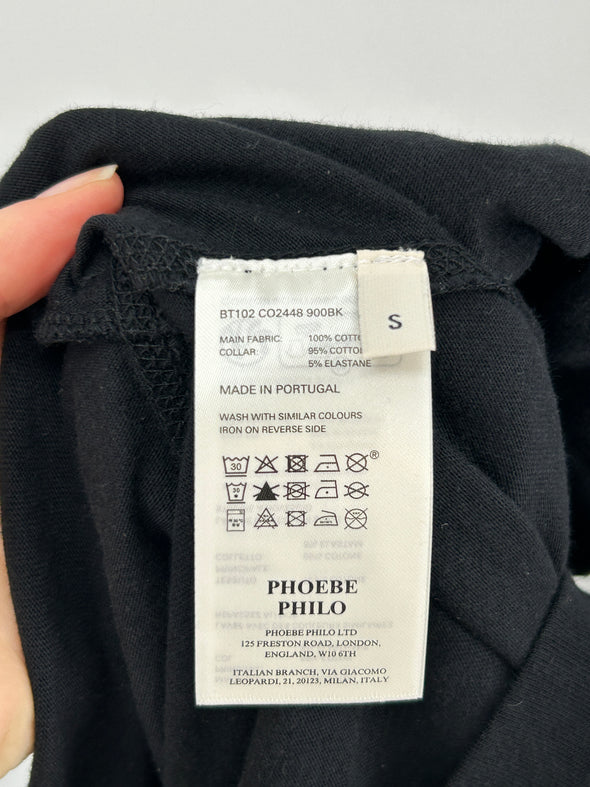 BT102 CO2448 900BK
S
MAIN FABRIC: 100%
COLLAR: 95%
5% ELASTANE
MADE IN PORTUGAL
WASH WITH SIMILAR COLOURS
IRON ON REVERSE SIDE
30
®
30
PHOEBE
PHILO
PHOEBE PHILO LTD
125 FRESTON ROAD, LONDON,
ENGLAND, W10 6TH
ITALIAN BRANCH, VIA GIACOMO
LEOPARDI, 21, 20123, MILAN, ITALY